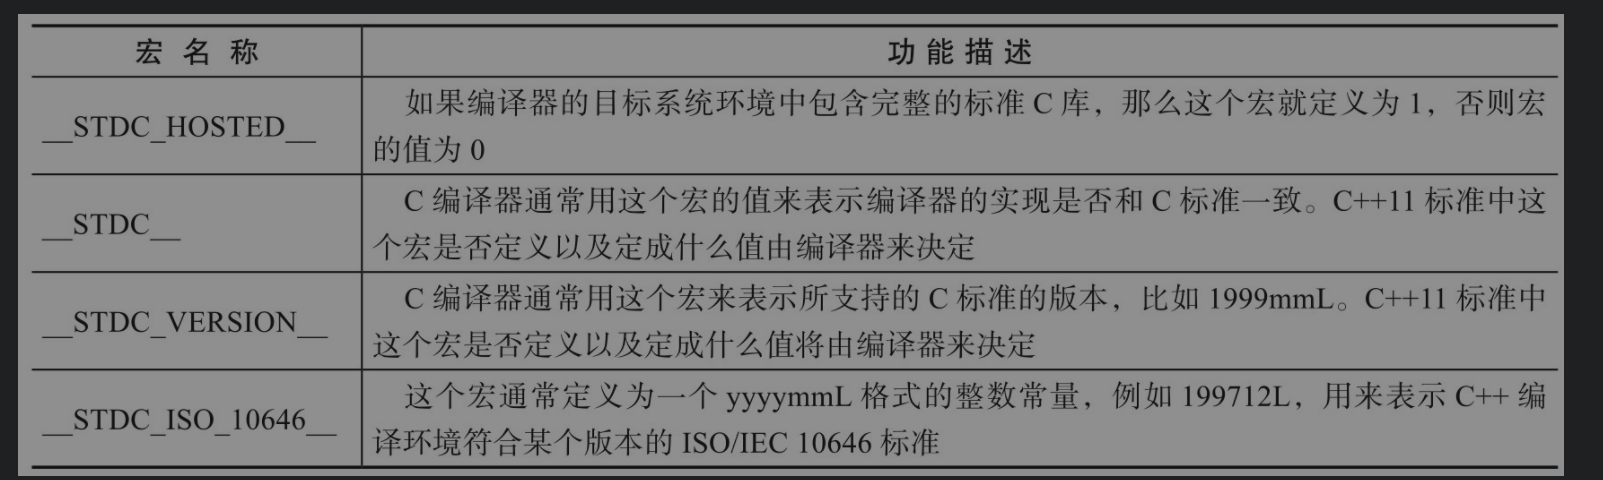 宏 名 称
功 能 描 述
__STDC_HOSTED__
如果编译器的目标系统环境中包含完整的标准 C 库，那么这个宏就定义为 1，否则宏
的值为 0
__STDC__
C 编译器通常用这个宏的值来表示编译器的实现是否和 C 标准一致。C++11 标准中这
个宏是否定义以及定成什么值由编译器来决定
__STDC_VERSION__
C 编译器通常用这个宏来表示所支持的 C 标准的版本，比如 1999mmL。C++11 标准中
这个宏是否定义以及定成什么值将由编译器来决定
__STDC_ISO_10646__
这个宏通常定义为一个 yyyymmL 格式的整数常量，例如 199712L，用来表示 C++ 编
译环境符合某个版本的 ISO/IEC 10646 标准